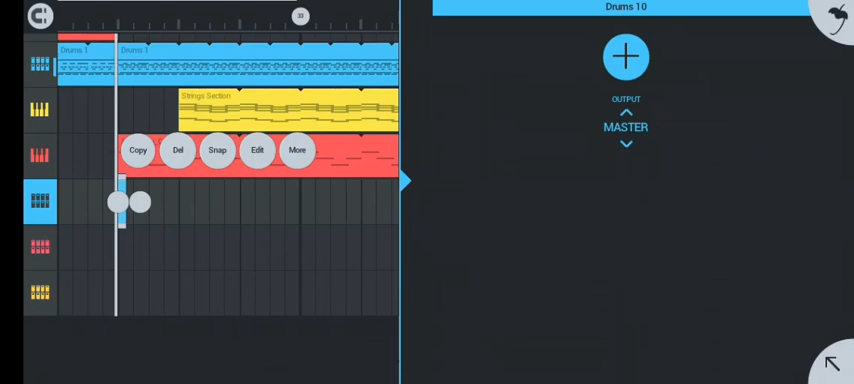 Drums 10
33
Drums 1
Drums 1
Strings Section
OUTPUT
MASTER
Copy
Del
Snap
Edit
More